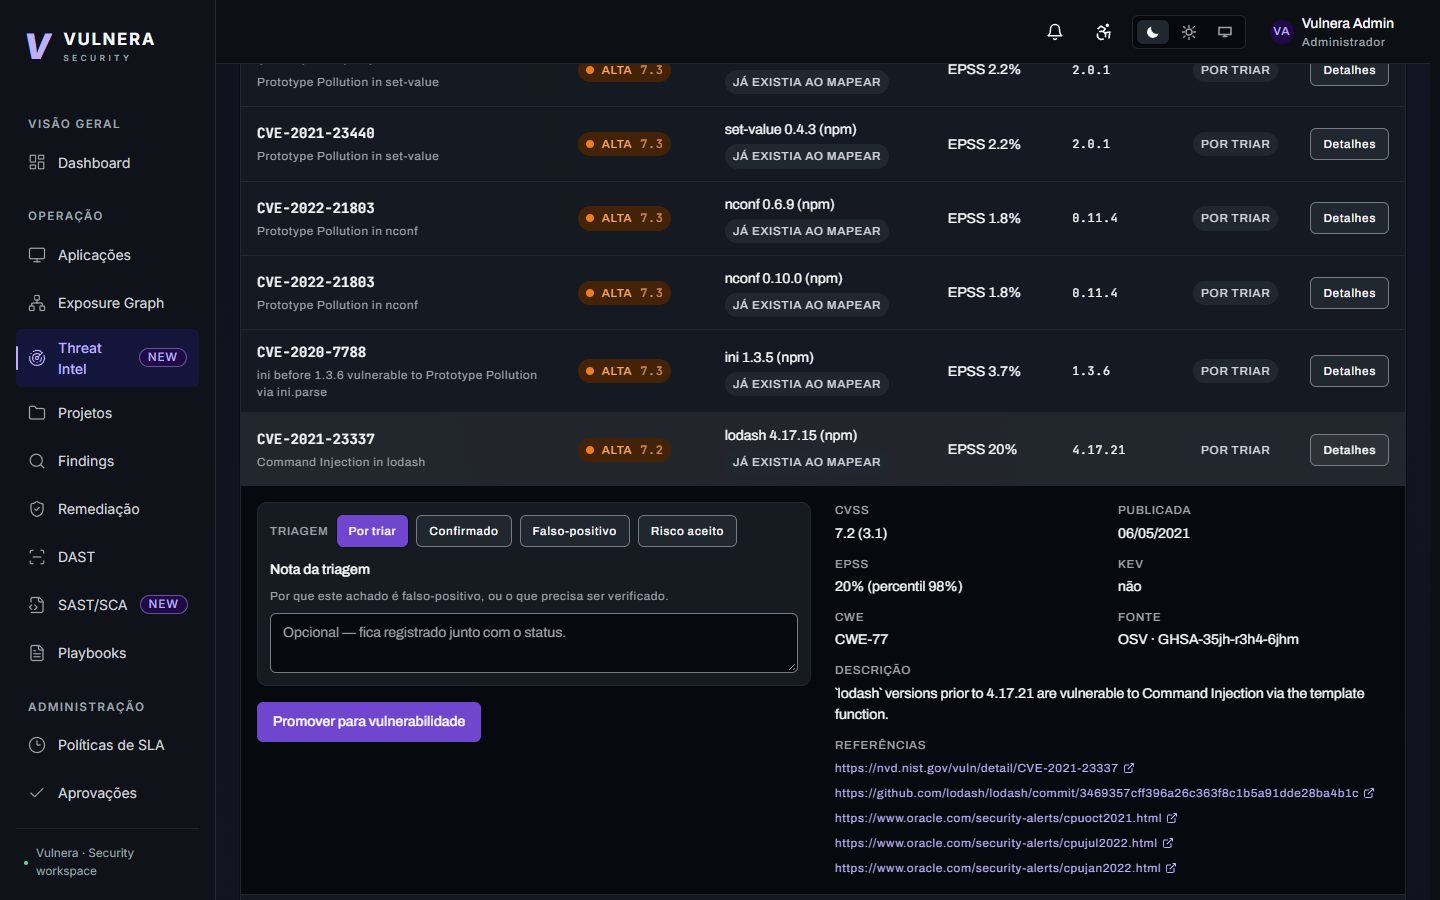 VULNERA
SECURITY
Vulnera Admin
VA
Administrador
VISÃO GERAL
Dashboard
OPERAÇÃO
Aplicações
Exposure Graph
Threat Intel
NEW
Projetos
Findings
Remediação
DAST
SAST/SCA
NEW
Playbooks
ADMINISTRAÇÃO
Políticas de SLA
Aprovações
Vulnera · Security workspace
Prototype Pollution in set-value
ALTA 7.3
JÁ EXISTIA AO MAPEAR
EPSS 2.2%
2.0.1
POR TRIAR
Detalhes
CVE-2021-23440
Prototype Pollution in set-value
ALTA 7.3
set-value 0.4.3 (npm)
JÁ EXISTIA AO MAPEAR
EPSS 2.2%
2.0.1
POR TRIAR
Detalhes
CVE-2022-21803
Prototype Pollution in nconf
ALTA 7.3
nconf 0.6.9 (npm)
JÁ EXISTIA AO MAPEAR
EPSS 1.8%
0.11.4
POR TRIAR
Detalhes
CVE-2022-21803
Prototype Pollution in nconf
ALTA 7.3
nconf 0.10.0 (npm)
JÁ EXISTIA AO MAPEAR
EPSS 1.8%
0.11.4
POR TRIAR
Detalhes
CVE-2020-7788
ini before 1.3.6 vulnerable to Prototype Pollution
via ini.parse
ALTA 7.3
ini 1.3.5 (npm)
JÁ EXISTIA AO MAPEAR
EPSS 3.7%
1.3.6
POR TRIAR
Detalhes
CVE-2021-23337
Command Injection in lodash
ALTA 7.2
lodash 4.17.15 (npm)
JÁ EXISTIA AO MAPEAR
EPSS 20%
4.17.21
POR TRIAR
Detalhes
TRIAGEM
Por triar
Confirmado
Falso-positivo
Risco aceito
Nota da triagem
Por que este achado é falso-positivo, ou o que precisa ser verificado.
Opcional — fica registrado junto com o status.
Promover para vulnerabilidade
CVSS
7.2 (3.1)
PUBLICADA
06/05/2021
EPSS
20% (percentil 98%)
KEV
não
CWE
CWE-77
FONTE
OSV · GHSA-35jh-r3h4-6jhm
DESCRIÇÃO
`lodash` versions prior to 4.17.21 are vulnerable to Command Injection via the template
function.
REFERÊNCIAS
https://nvd.nist.gov/vuln/detail/CVE-2021-23337
https://github.com/lodash/lodash/commit/3469357cff396a26c363f8c1b5a91dde28ba4b1c
https://www.oracle.com/security-alerts/cpuoct2021.html
https://www.oracle.com/security-alerts/cpujul2022.html
https://www.oracle.com/security-alerts/cpujan2022.html